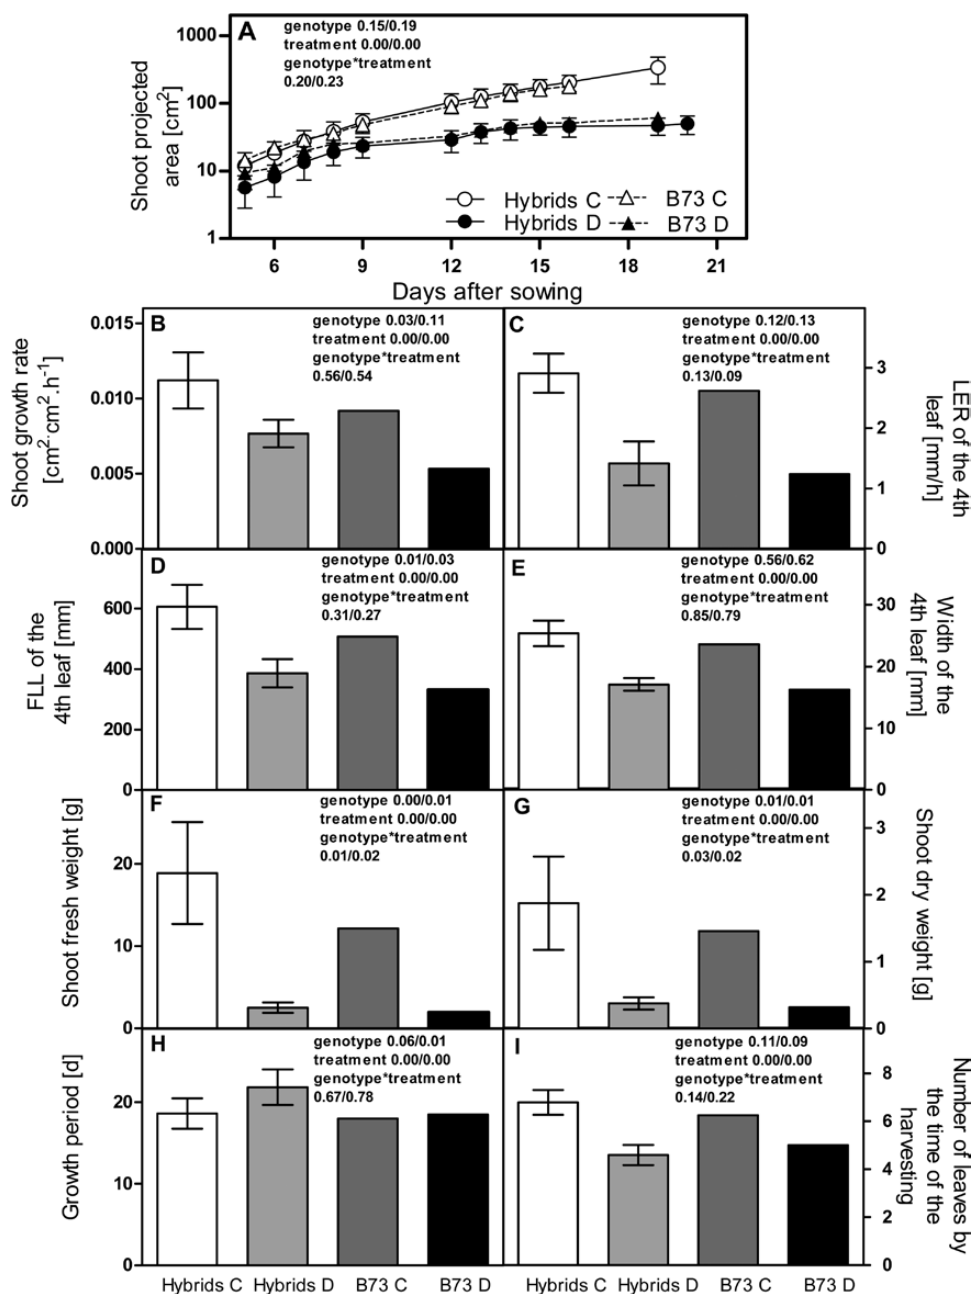 A
genotype 0.15/0.19
treatment 0.00/0.00
genotype*treatment
0.20/0.23
Shoot projected
area [cm²]
1000
100
10
1
Hybrids C
B73 C
Hybrids D
B73 D
6
9
12
15
18
21
Days after sowing
B
genotype 0.03/0.11
treatment 0.00/0.00
genotype*treatment
0.56/0.54
Shoot growth rate
[cm²·cm².h⁻¹]
0.015
0.010
0.005
0.000
C
genotype 0.12/0.13
treatment 0.00/0.00
genotype*treatment
0.13/0.09
3
2
1
0
LER of the 4th
leaf [mm/h]
D
genotype 0.01/0.03
treatment 0.00/0.00
genotype*treatment
0.31/0.27
FLL of the
4th leaf [mm]
600
400
200
0
E
genotype 0.56/0.62
treatment 0.00/0.00
genotype*treatment
0.85/0.79
30
20
10
0
Width of the
4th leaf [mm]
F
genotype 0.00/0.01
treatment 0.00/0.00
genotype*treatment
0.01/0.02
Shoot fresh weight [g]
20
10
0
G
genotype 0.01/0.01
treatment 0.00/0.00
genotype*treatment
0.03/0.02
3
2
1
0
Shoot dry weight [g]
H
genotype 0.06/0.01
treatment 0.00/0.00
genotype*treatment
0.67/0.78
Growth period [d]
20
10
0
I
genotype 0.11/0.09
treatment 0.00/0.00
genotype*treatment
0.14/0.22
8
6
4
2
0
Number of leaves by
the time of the
harvesting
Hybrids C
Hybrids D
B73 C
B73 D
Hybrids C
Hybrids D
B73 C
B73 D